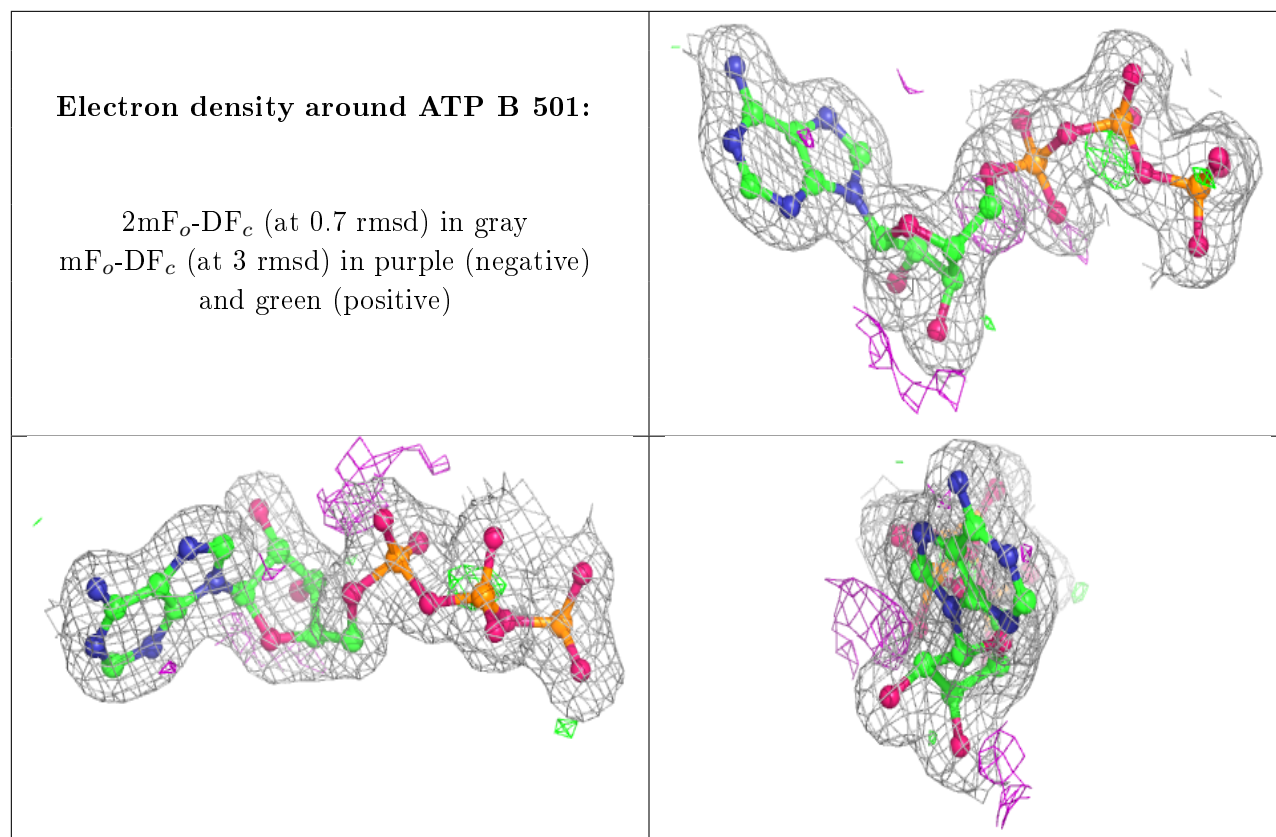 Electron density around ATP B 501:
2mFₒ-DF𝒸 (at 0.7 rmsd) in gray
mFₒ-DF𝒸 (at 3 rmsd) in purple (negative)
and green (positive)